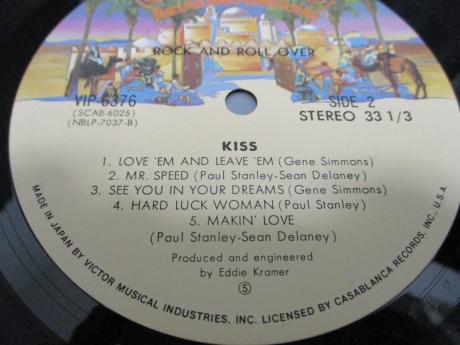 ROCK AND ROLL OVER
VIP-6376
(SCAB-6025)
(NBLP-7037-B)
SIDE 2
STEREO 33 1/3
KISS
1. LOVE 'EM AND LEAVE 'EM (Gene Simmons)
2. MR. SPEED (Paul Stanley-Sean Delaney)
3. SEE YOU IN YOUR DREAMS (Gene Simmons)
4. HARD LUCK WOMAN (Paul Stanley)
5. MAKIN' LOVE
(Paul Stanley-Sean Delaney)
Produced and engineered
by Eddie Kramer
⑤
MADE IN JAPAN BY VICTOR MUSICAL INDUSTRIES, INC. LICENSED BY CASABLANCA RECORDS, INC., U.S.A.